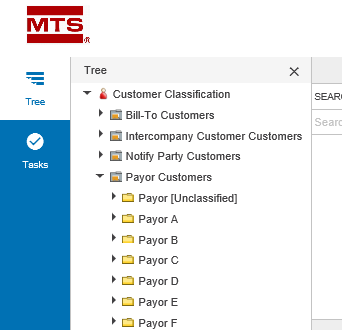 MTS
®
Tree
Tree
Tasks
Customer Classification
Bill-To Customers
Intercompany Customer Customers
Notify Party Customers
Payor Customers
Payor [Unclassified]
Payor A
Payor B
Payor C
Payor D
Payor E
Payor F
SEAR
Searc